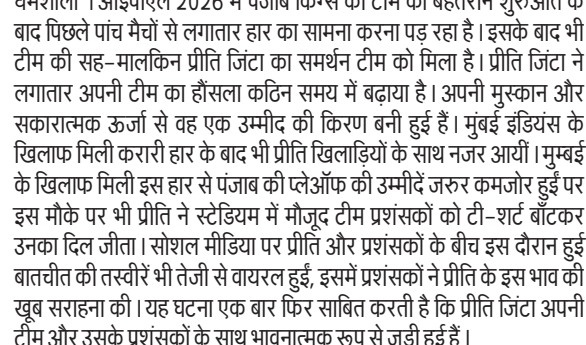 धर्मशाला । आईपीएल 2026 में पंजाब किंग्स की टीम को बेहतरीन शुरुआत के
बाद पिछले पांच मैचों से लगातार हार का सामना करना पड़ रहा है । इसके बाद भी
टीम की सह-मालकिन प्रीति जिंटा का समर्थन टीम को मिला है । प्रीति जिंटा ने
लगातार अपनी टीम का हौंसला कठिन समय में बढ़ाया है । अपनी मुस्कान और
सकारात्मक ऊर्जा से वह एक उम्मीद की किरण बनी हुई हैं । मुंबई इंडियंस के
खिलाफ मिली करारी हार के बाद भी प्रीति खिलाड़ियों के साथ नजर आयीं । मुम्बई
के खिलाफ मिली इस हार से पंजाब की प्लेऑफ की उम्मीदें जरुर कमजोर हुईं पर
इस मौके पर भी प्रीति ने स्टेडियम में मौजूद टीम प्रशंसकों को टी-शर्ट बाँटकर
उनका दिल जीता । सोशल मीडिया पर प्रीति और प्रशंसकों के बीच इस दौरान हुई
बातचीत की तस्वीरें भी तेजी से वायरल हुईं, इसमें प्रशंसकों ने प्रीति के इस भाव की
खूब सराहना की । यह घटना एक बार फिर साबित करती है कि प्रीति जिंटा अपनी
टीम और उसके प्रशंसकों के साथ भावनात्मक रूप से जुड़ी हुई हैं ।